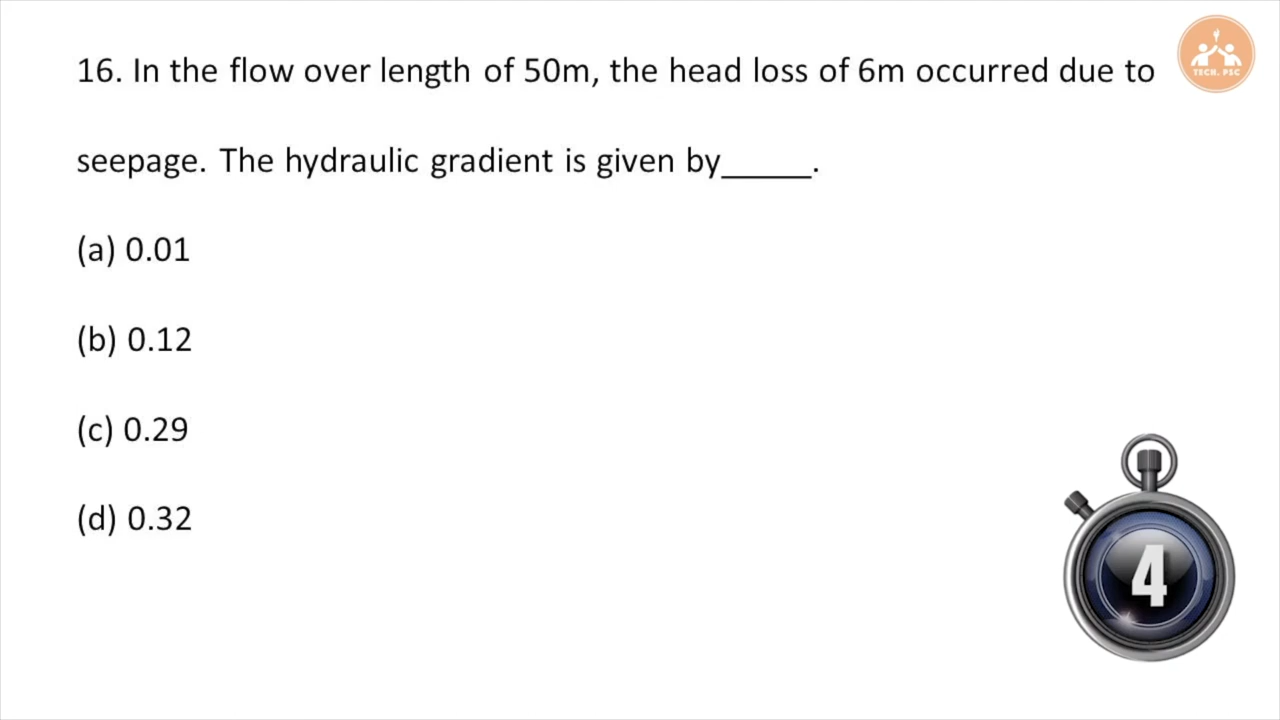 16. In the flow over length of 50m, the head loss of 6m occurred due to
seepage. The hydraulic gradient is given by_____.
(a) 0.01
(b) 0.12
(c) 0.29
(d) 0.32
TECH. PSC
4